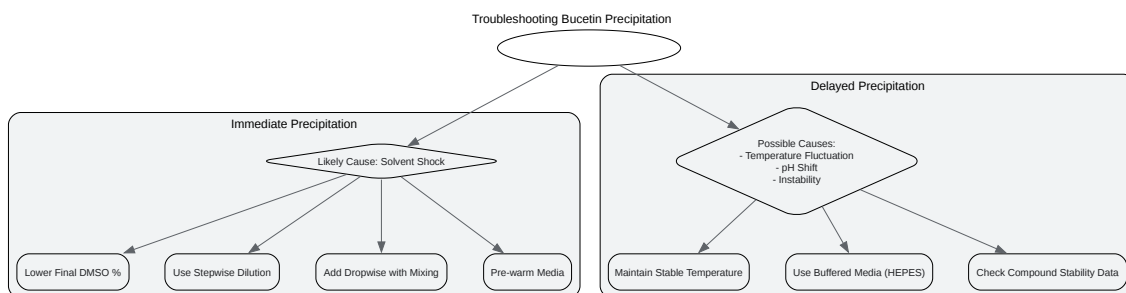 Troubleshooting Bucetin Precipitation
Immediate Precipitation
Likely Cause: Solvent Shock
Lower Final DMSO %
Use Stepwise Dilution
Add Dropwise with Mixing
Pre-warm Media
Delayed Precipitation
Possible Causes:
- Temperature Fluctuation
- pH Shift
- Instability
Maintain Stable Temperature
Use Buffered Media (HEPES)
Check Compound Stability Data